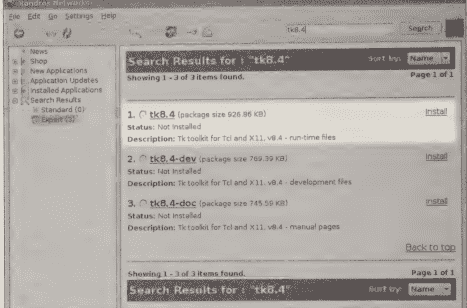 Xandros Networks
File Edit Go Settings Help
tk8.4
Search
News
Shop
New Applications
Application Updates
Installed Applications
Search Results
Standard (0)
Expert (3)
Search Results for : "tk8.4"
Sort by: Name
Showing 1 - 3 of 3 items found.
Page 1 of 1
1. tk8.4 (package size 926.86 KB)
Install
Status: Not Installed
Description: Tk toolkit for Tcl and X11, v8.4 - run-time files
2. tk8.4-dev (package size 769.39 KB)
Install
Status: Not Installed
Description: Tk toolkit for Tcl and X11, v8.4 - development files
3. tk8.4-doc (package size 745.59 KB)
Install
Status: Not Installed
Description: Tk toolkit for Tcl and X11, v8.4 - manual pages
Back to top
Showing 1 - 3 of 3 items found.
Page 1 of 1
Search Results for : "tk8.4"
Sort by: Name